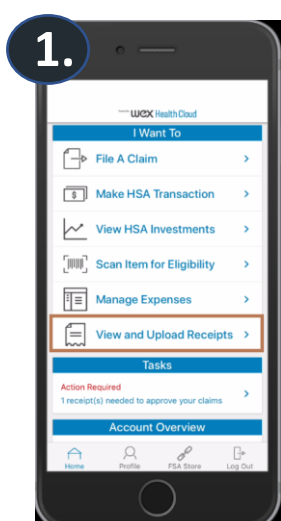 1.
wex Health Cloud
I Want To
File A Claim
$
Make HSA Transaction
View HSA Investments
Scan Item for Eligibility
Manage Expenses
View and Upload Receipts
Tasks
Action Required
1 receipt(s) needed to approve your claims
Account Overview
Home Profile FSA Store Log Out